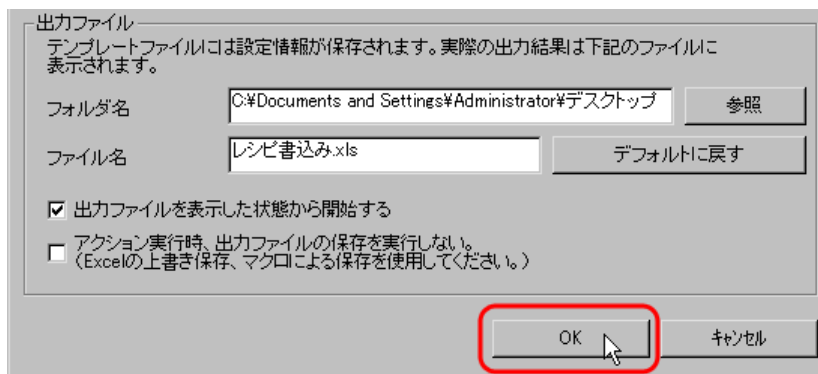 出力ファイル
テンプレートファイルには設定情報が保存されます。実際の出力結果は下記のファイルに
表示されます。
フォルダ名
C:¥Documents and Settings¥Administrator¥デスクトップ
参照
ファイル名
レシピ書込み.xls
デフォルトに戻す
出力ファイルを表示した状態から開始する
アクション実行時、出力ファイルの保存を実行しない。
(Excelの上書き保存、マクロによる保存を使用してください。)
OK
キャンセル